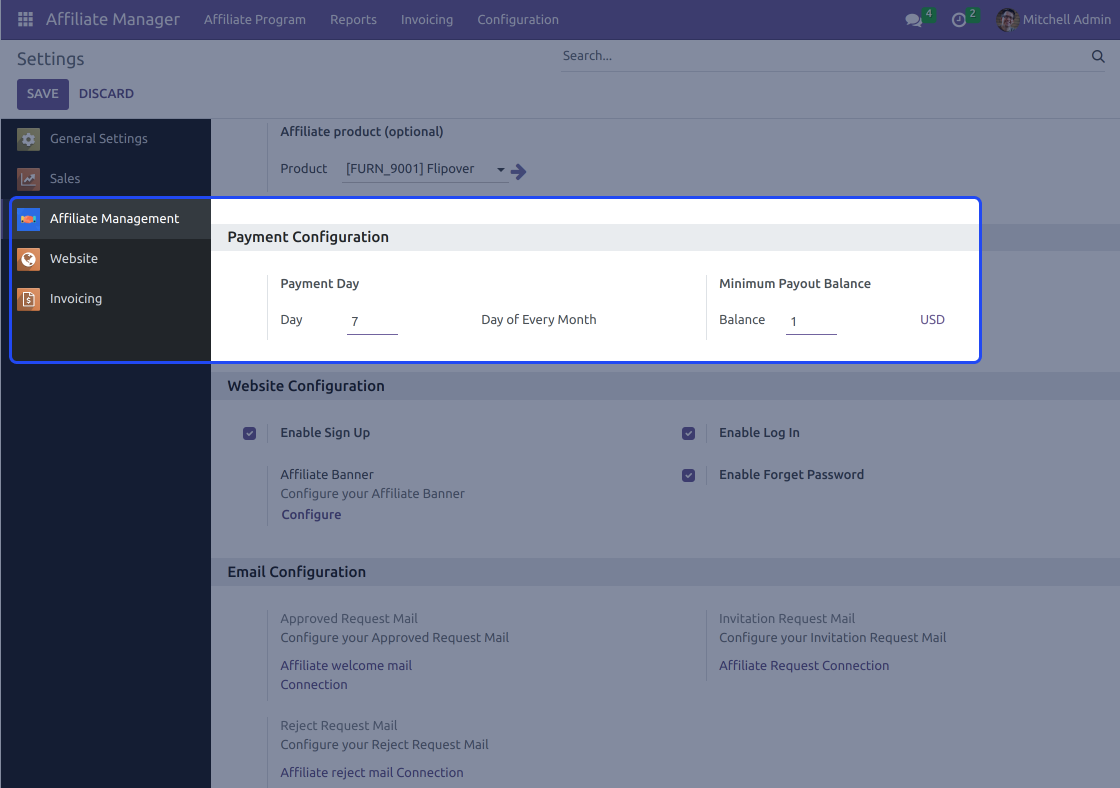 Affiliate Manager Affiliate Program Reports Invoicing Configuration 4 2 Mitchell Admin
Settings Search...
SAVE DISCARD
General Settings
Sales
Affiliate Management
Website
Invoicing
Affiliate product (optional)
Product [FURN_9001] Flipover
Payment Configuration
Payment Day Minimum Payout Balance
Day 7 Day of Every Month Balance 1 USD
Website Configuration
Enable Sign Up Enable Log In
Affiliate Banner Enable Forget Password
Configure your Affiliate Banner
Configure
Email Configuration
Approved Request Mail Invitation Request Mail
Configure your Approved Request Mail Configure your Invitation Request Mail
Affiliate welcome mail Affiliate Request Connection
Connection
Reject Request Mail
Configure your Reject Request Mail
Affiliate reject mail Connection